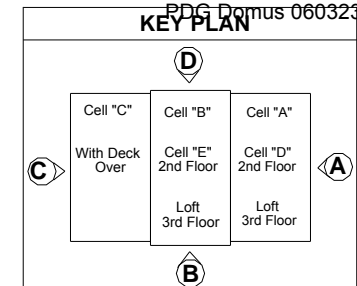 PDG Domus 060323
KEY PLAN
D
Cell "C"
With Deck
Over
Cell "B"
Cell "E"
2nd Floor
Loft
3rd Floor
Cell "A"
Cell "D"
2nd Floor
Loft
3rd Floor
C
A
B